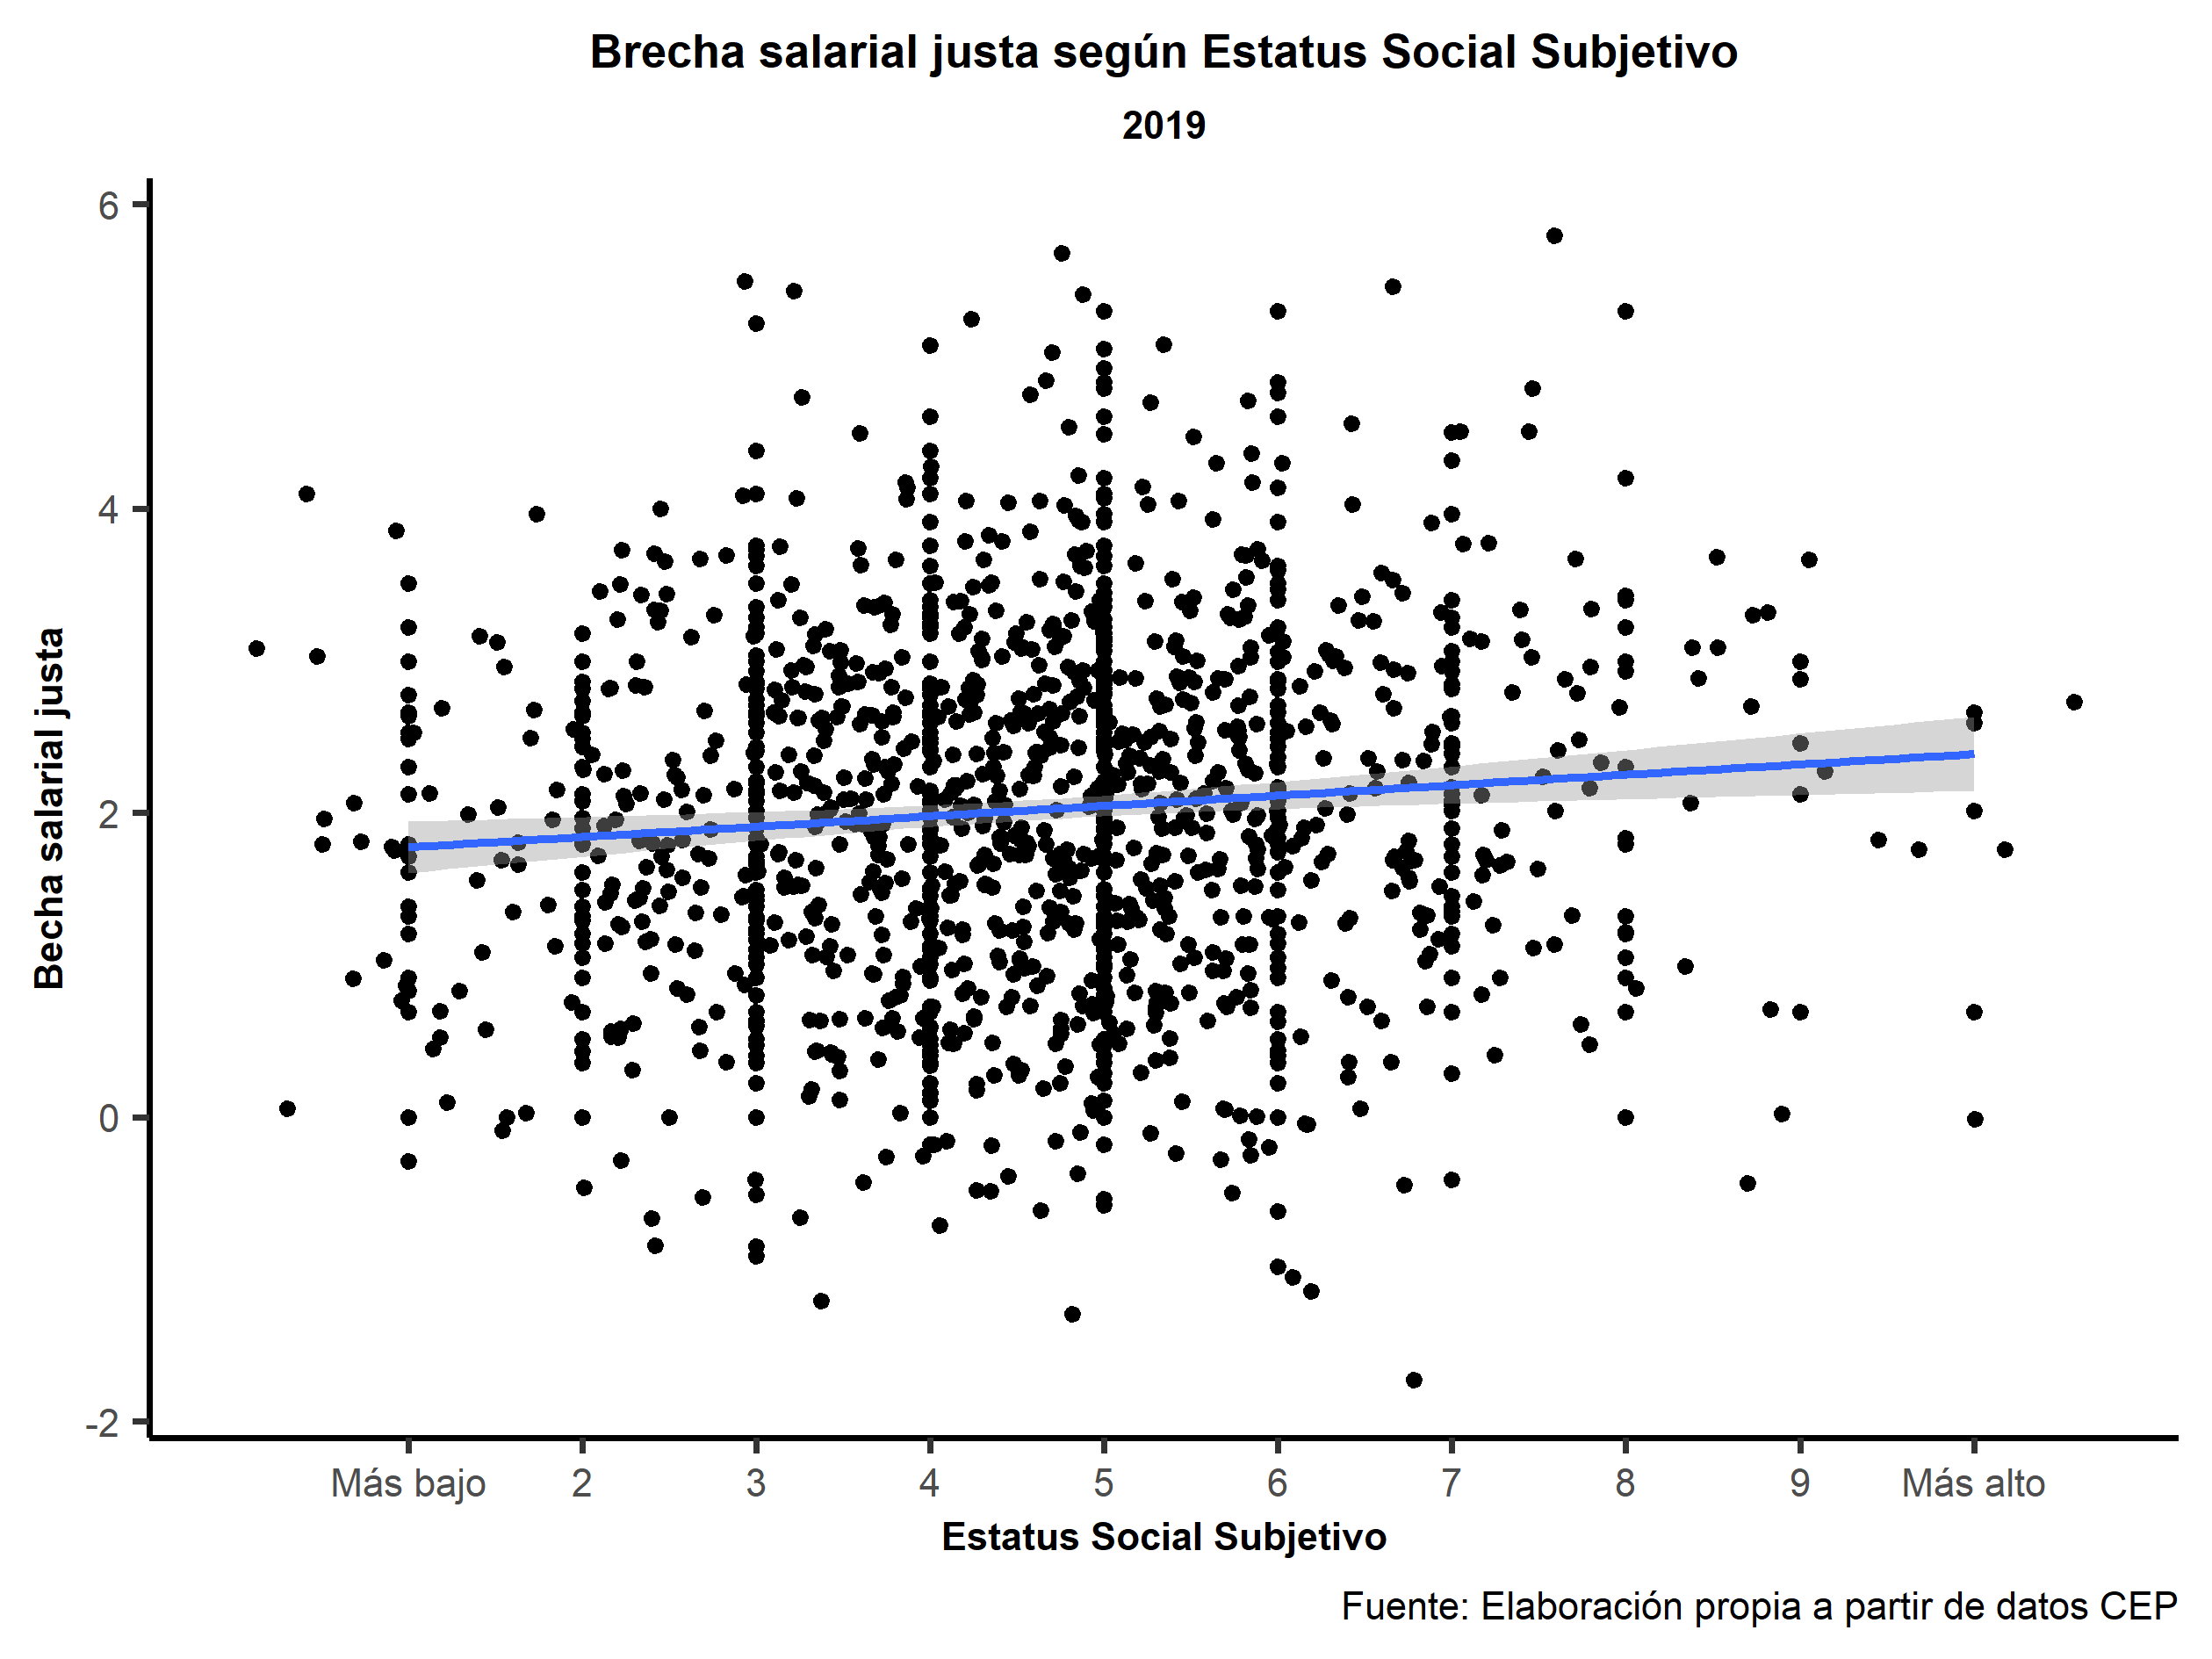 Brecha salarial justa según Estatus Social Subjetivo
2019
Becha salarial justa
6
4
2
0
-2
Más bajo 2 3 4 5 6 7 8 9 Más alto
Estatus Social Subjetivo
Fuente: Elaboración propia a partir de datos CEP